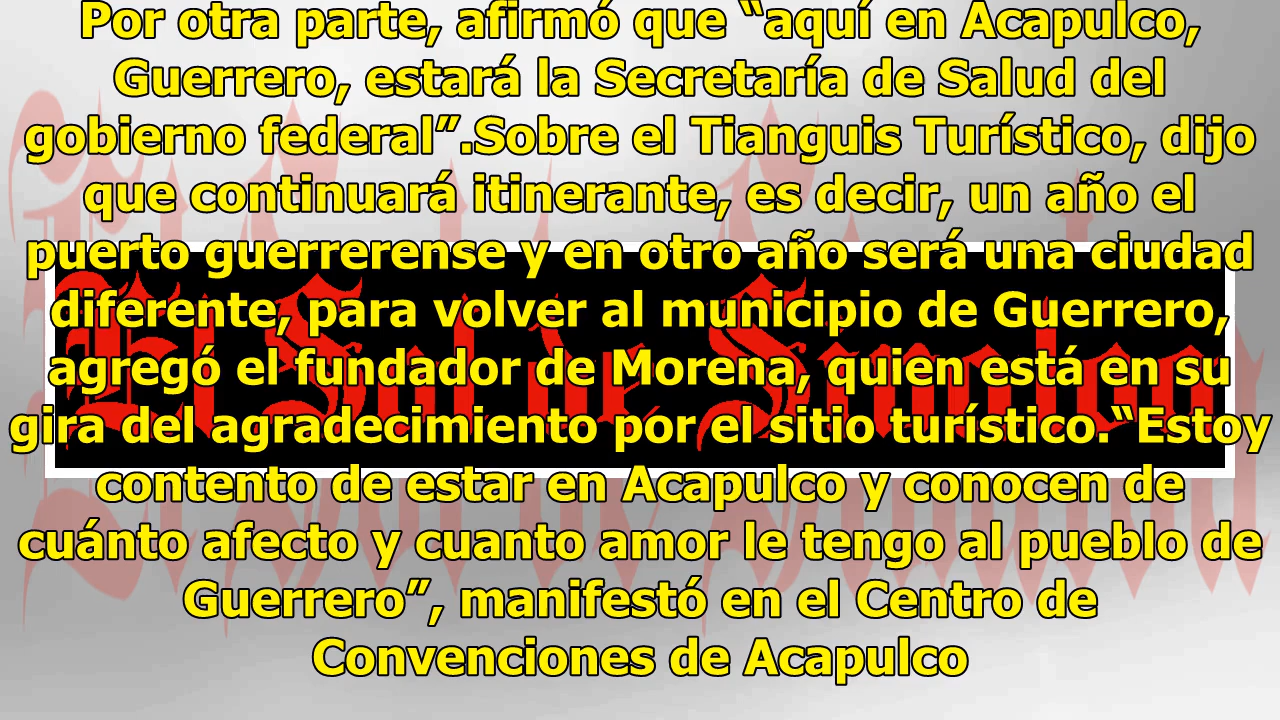 Por otra parte, afirmó que “aquí en Acapulco,
Guerrero, estará la Secretaría de Salud del
gobierno federal”.Sobre el Tianguis Turístico, dijo
que continuará itinerante, es decir, un año el
puerto guerrerense y en otro año será una ciudad
diferente, para volver al municipio de Guerrero,
agregó el fundador de Morena, quien está en su
gira del agradecimiento por el sitio turístico.“Estoy
contento de estar en Acapulco y conocen de
cuánto afecto y cuanto amor le tengo al pueblo de
Guerrero”, manifestó en el Centro de
Convenciones de Acapulco